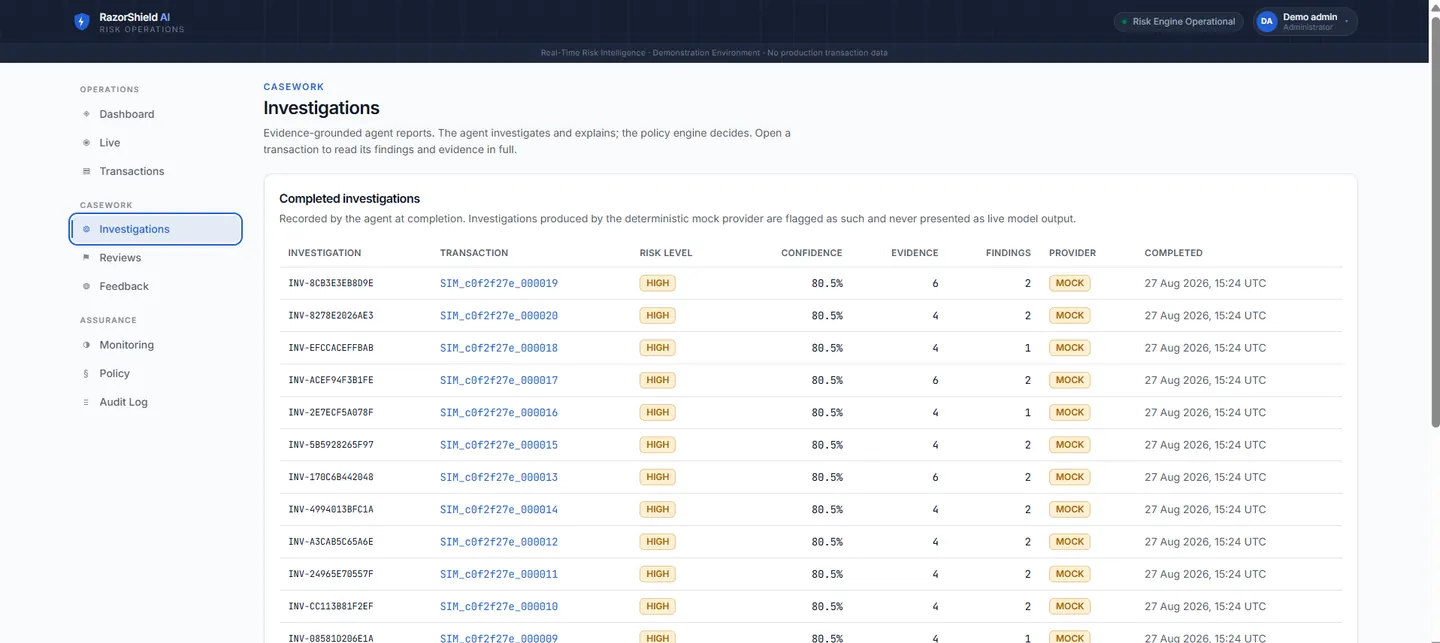 RazorShield AI
RISK OPERATIONS
Risk Engine Operational
DA
Demo admin
Administrator
Real-Time Risk Intelligence · Demonstration Environment · No production transaction data
OPERATIONS
Dashboard
Live
Transactions
CASEWORK
Investigations
Reviews
Feedback
ASSURANCE
Monitoring
§ Policy
Audit Log
CASEWORK
Investigations
Evidence-grounded agent reports. The agent investigates and explains; the policy engine decides. Open a
transaction to read its findings and evidence in full.
Completed investigations
Recorded by the agent at completion. Investigations produced by the deterministic mock provider are flagged as such and never presented as live model output.
INVESTIGATION TRANSACTION RISK LEVEL CONFIDENCE EVIDENCE FINDINGS PROVIDER COMPLETED
INV-8CB3E3EB8D9E SIM_c0f2f27e_000019 HIGH 80.5% 6 2 MOCK 27 Aug 2026, 15:24 UTC
INV-8278E2026AE3 SIM_c0f2f27e_000020 HIGH 80.5% 4 2 MOCK 27 Aug 2026, 15:24 UTC
INV-EFCCACEFFBAB SIM_c0f2f27e_000018 HIGH 80.5% 4 1 MOCK 27 Aug 2026, 15:24 UTC
INV-ACEF94F3B1FE SIM_c0f2f27e_000017 HIGH 80.5% 6 2 MOCK 27 Aug 2026, 15:24 UTC
INV-2E7ECF5A078F SIM_c0f2f27e_000016 HIGH 80.5% 4 1 MOCK 27 Aug 2026, 15:24 UTC
INV-5B5928265F97 SIM_c0f2f27e_000015 HIGH 80.5% 4 2 MOCK 27 Aug 2026, 15:24 UTC
INV-170C6B442048 SIM_c0f2f27e_000013 HIGH 80.5% 6 2 MOCK 27 Aug 2026, 15:24 UTC
INV-4994013BFC1A SIM_c0f2f27e_000014 HIGH 80.5% 4 2 MOCK 27 Aug 2026, 15:24 UTC
INV-A3CAB5C65A6E SIM_c0f2f27e_000012 HIGH 80.5% 4 2 MOCK 27 Aug 2026, 15:24 UTC
INV-24965E70557F SIM_c0f2f27e_000011 HIGH 80.5% 4 2 MOCK 27 Aug 2026, 15:24 UTC
INV-CC113B81F2EF SIM_c0f2f27e_000010 HIGH 80.5% 4 2 MOCK 27 Aug 2026, 15:24 UTC
INV-08581D206E1A SIM_c0f2f27e_000009 HIGH 80.5% 4 1 MOCK 27 Aug 2026, 15:24 UTC